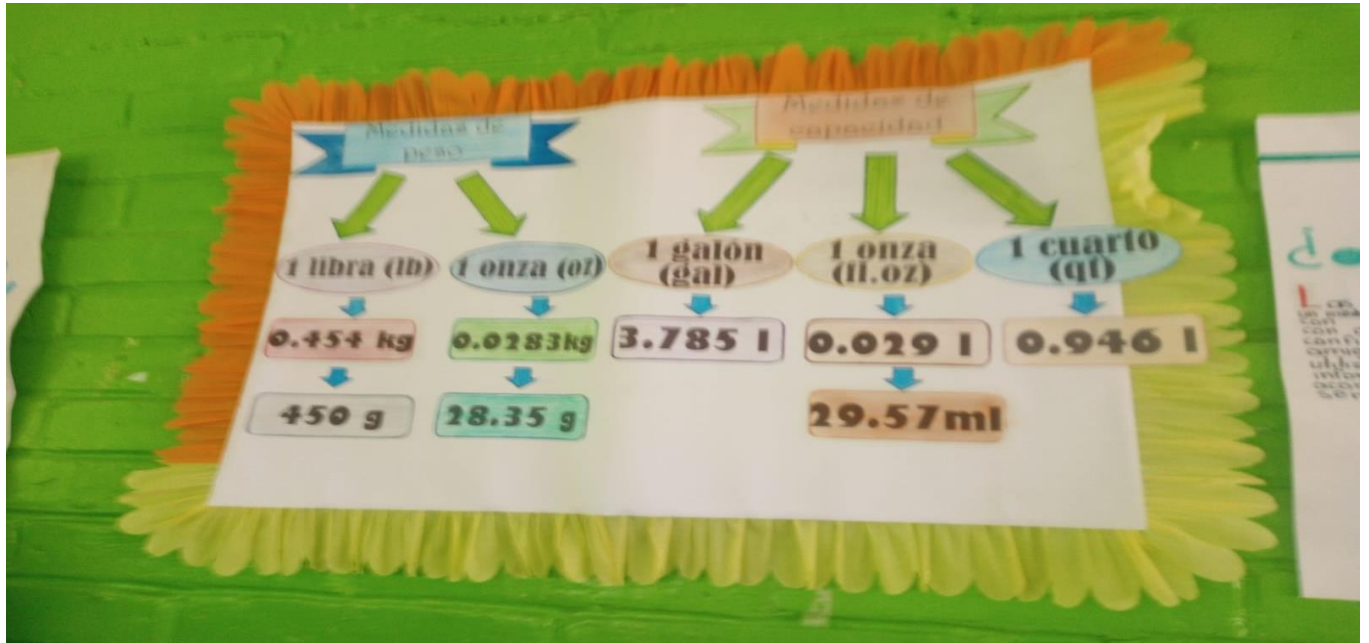 Medidas de
peso
Medidas de
capacidad
1 libra (lb)
1 onza (oz)
1 galón
(gal)
1 onza
(fl.oz)
1 cuarto
(qt)
0.454 kg
0.0283kg
3.785 l
0.029 l
0.946 l
450 g
28.35 g
29.57ml